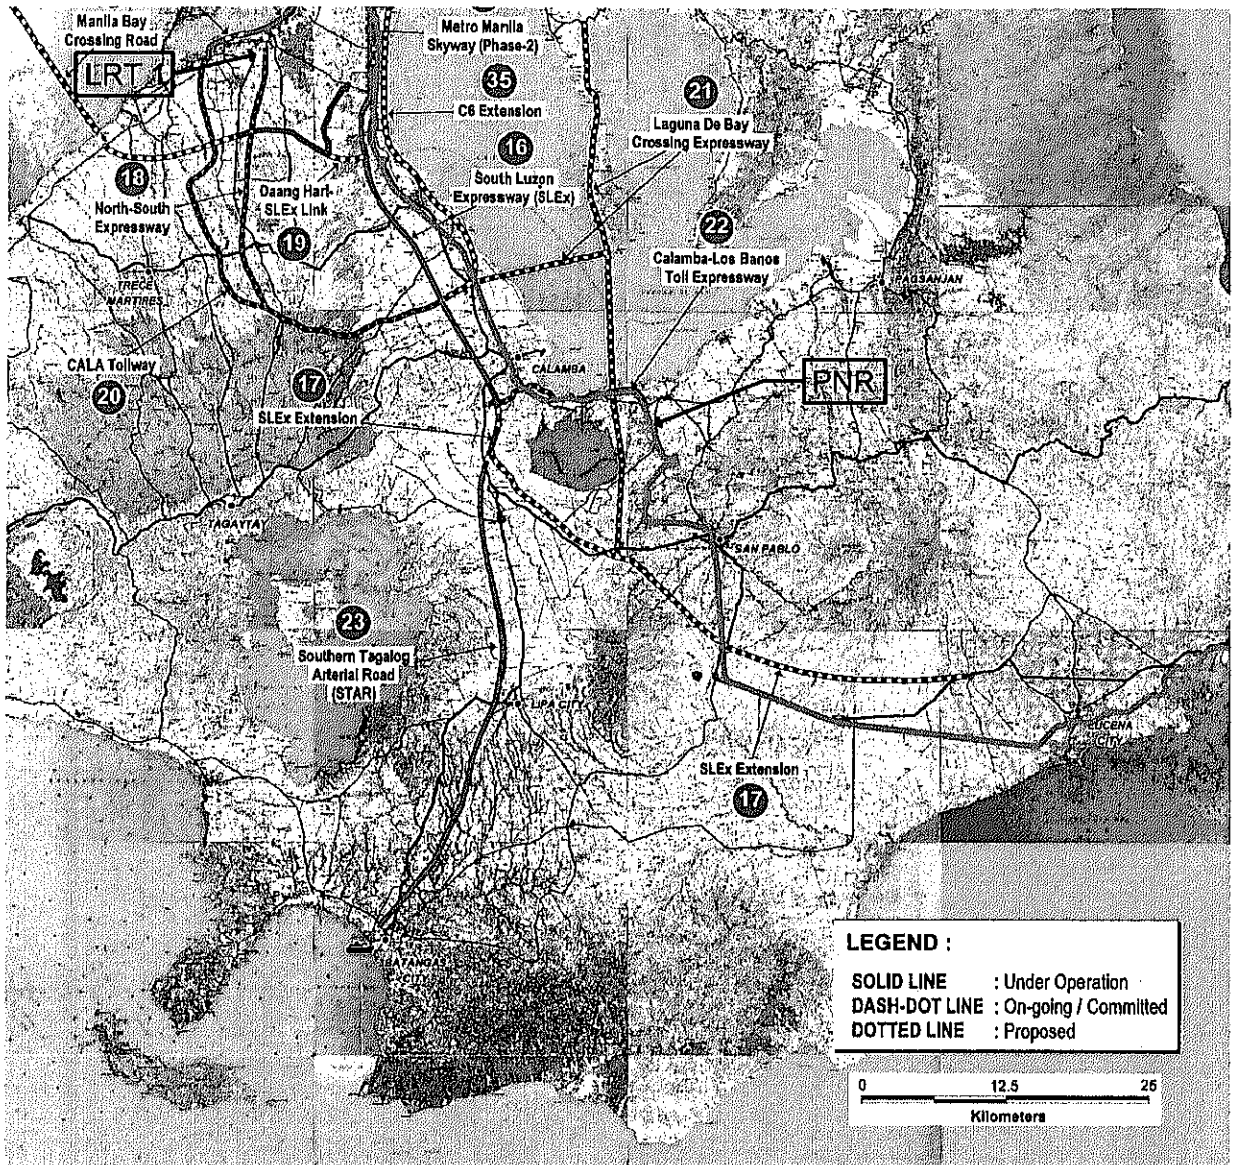 Manila Bay
Crossing Road
LRT 1
Metro Manila
Skyway (Phase-2)
35
C6 Extension
21
Laguna De Bay
Crossing Expressway
16
South Luzon
Expressway (SLEx)
18
North-South
Expressway
Daang Hari-
SLEx Link
19
22
Calamba-Los Banos
Toll Expressway
TRECE
MARTIRES
PAGSANJAN
CALA Tollway
20
17
SLEx Extension
CALAMBA
PNR
TAGAYTAY
SAN PABLO
23
Southern Tagalog
Arterial Road
(STAR)
LIPA CITY
LUCENA
CITY
SLEx Extension
17
BATANGAS
CITY
LEGEND :
SOLID LINE : Under Operation
DASH-DOT LINE : On-going / Committed
DOTTED LINE : Proposed
0 12.5 25
Kilometers